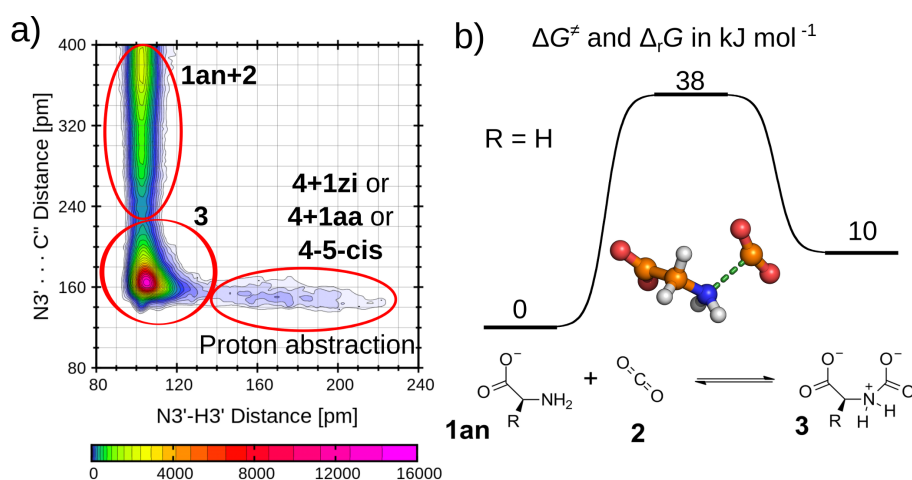 a)
400
320
240
160
80
N3' · · · C" Distance [pm]
1an+2
3
4+1zi or
4+1aa or
4-5-cis
Proton abstraction
80 120 160 200 240
N3'-H3' Distance [pm]
0 4000 8000 12000 16000
b)
ΔG≠ and ΔrG in kJ mol -1
R = H
38
10
0
O−
O
NH2
R
1an
+
O
C
O
2
O− O−
O N+ O
R H H
3